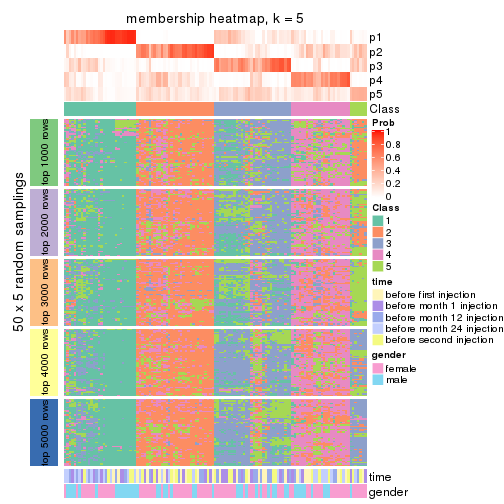 membership heatmap, k = 5
p1
p2
p3
p4
p5
Class
50 x 5 random samplings
top 1000 rows
top 2000 rows
top 3000 rows
top 4000 rows
top 5000 rows
time
gender
Prob
1
0.8
0.6
0.4
0.2
0
Class
1
2
3
4
5
time
before first injection
before month 1 injection
before month 12 injection
before month 24 injection
before second injection
gender
female
male